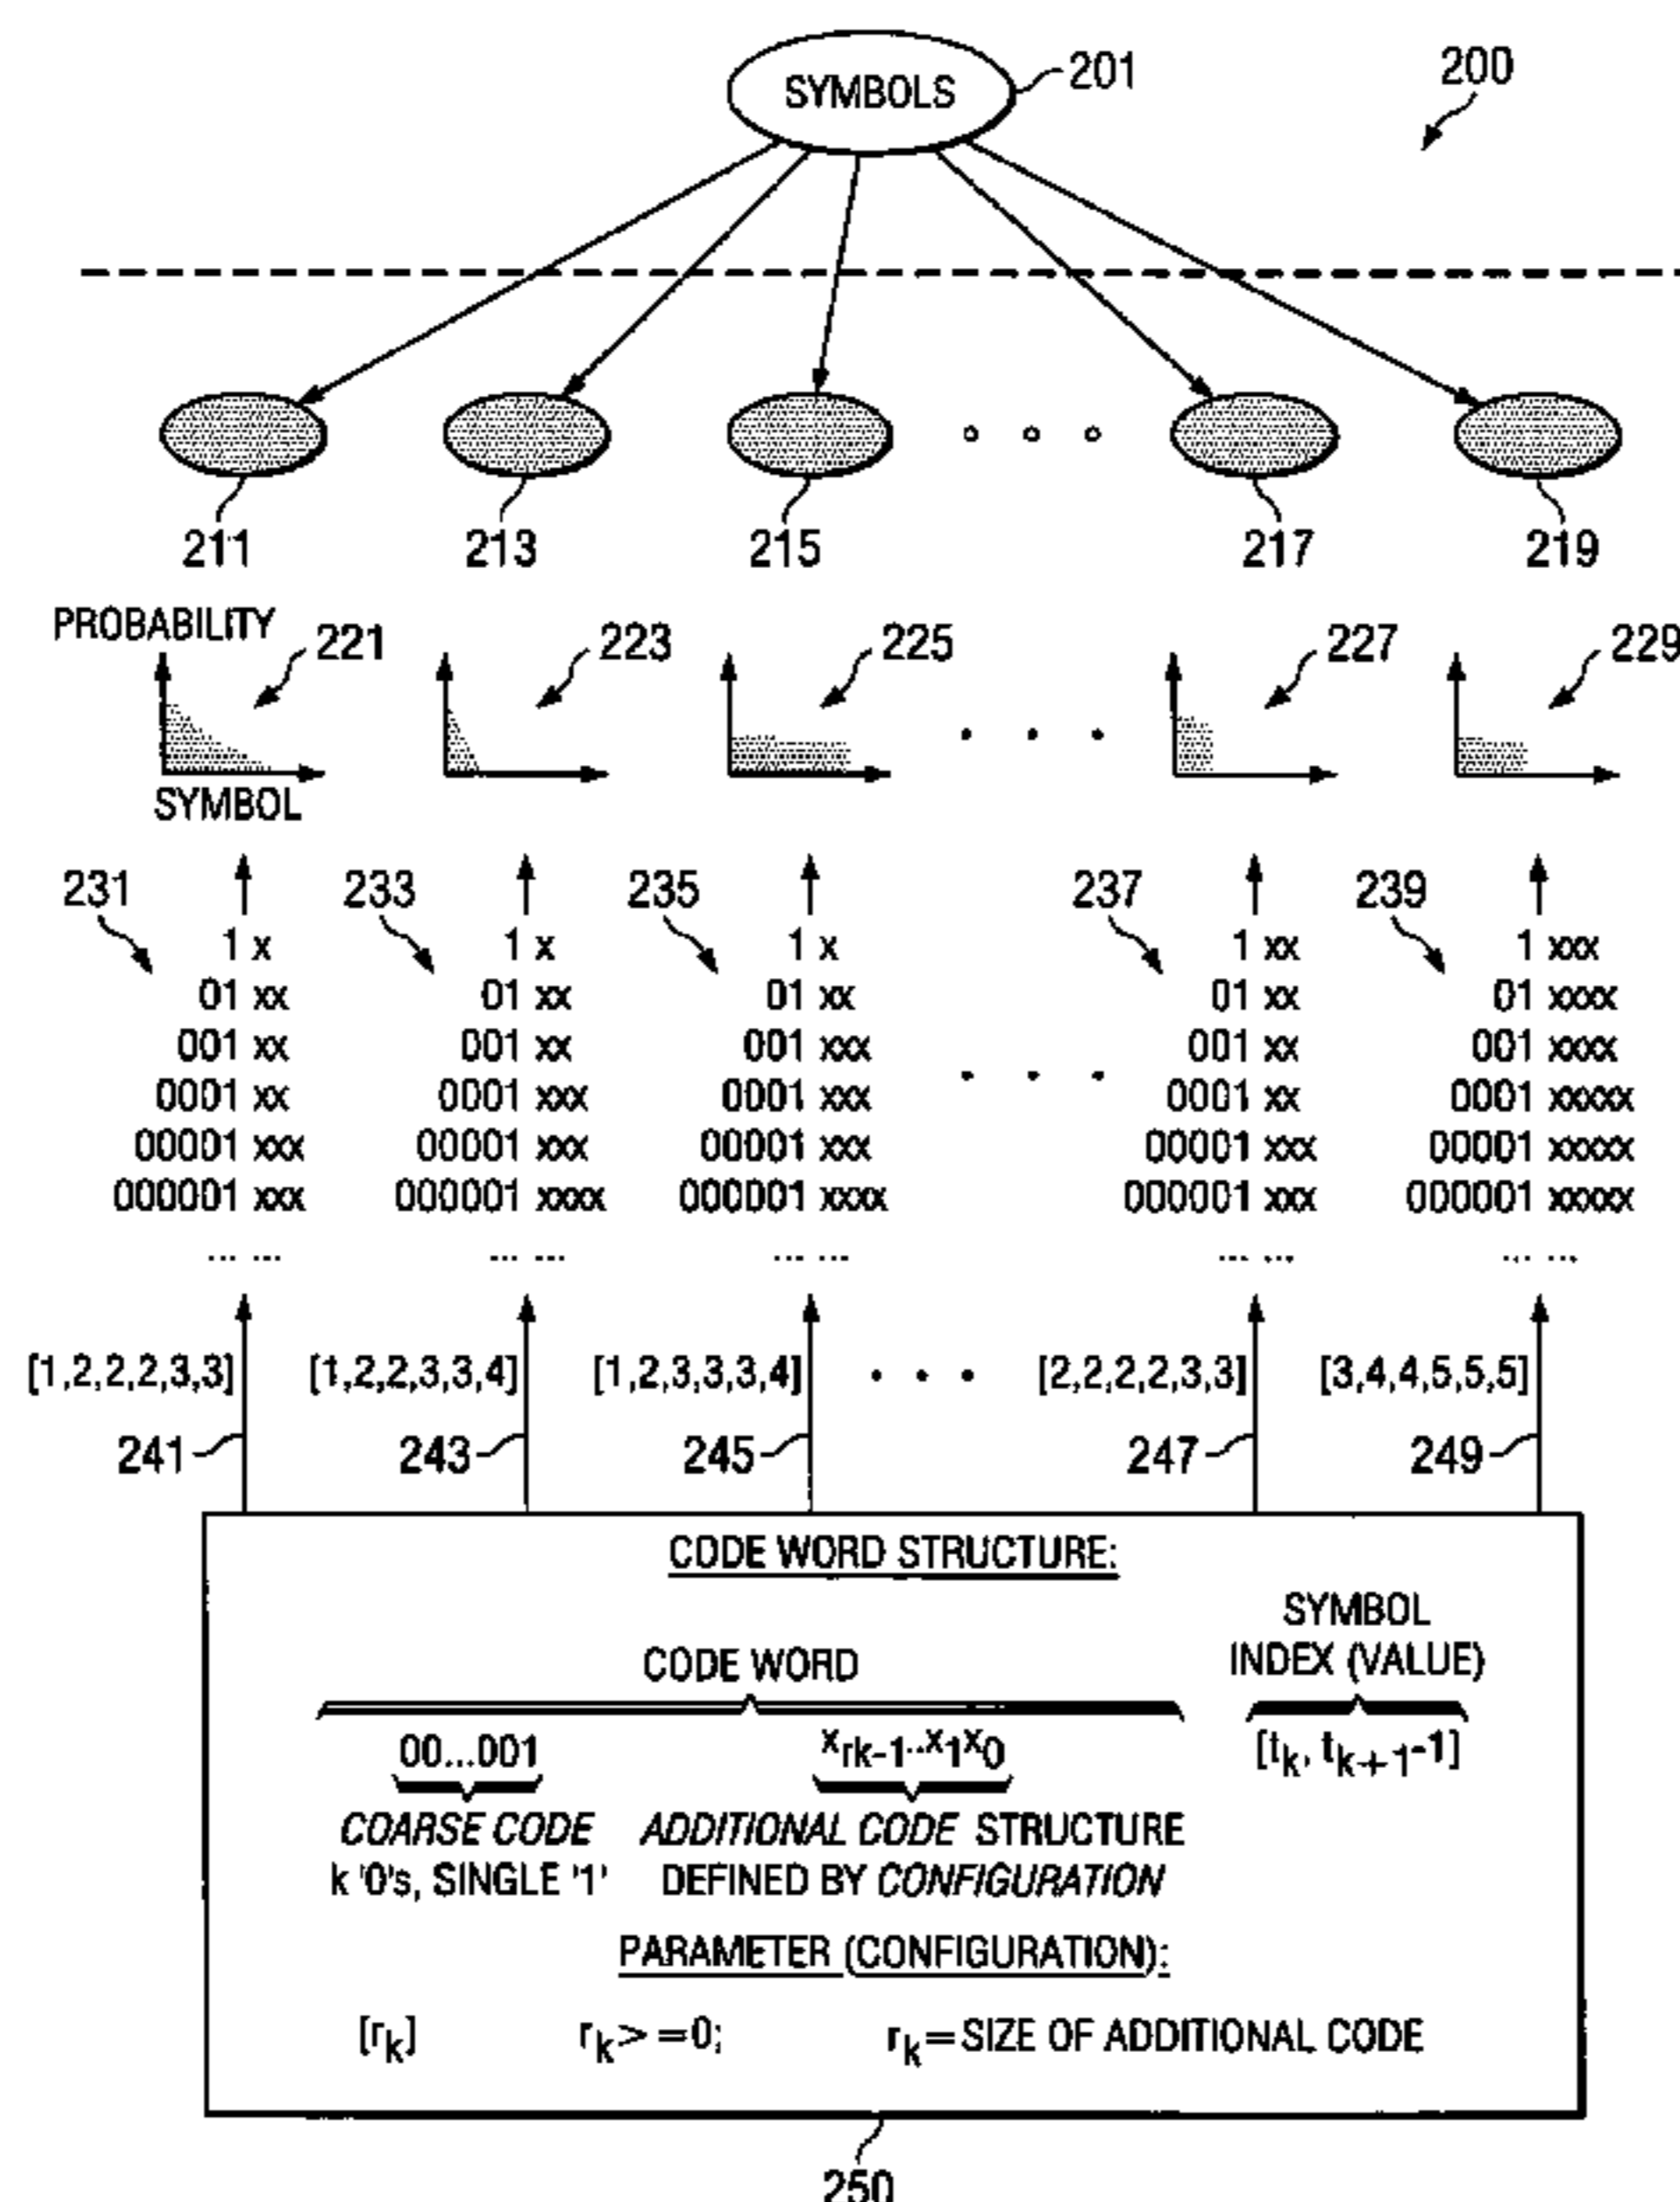 SYMBOLS
201
200
211 213 215 217 219
PROBABILITY
221 223 225 227 229
SYMBOL
231 233 235 237 239
1 x 1 x 1 x 1 xx 1 xxx
01 xx 01 xx 01 xx 01 xx 01 xxxx
001 xx 001 xx 001 xxx 001 xx 001 xxxx
0001 xx 0001 xxx 0001 xxx 0001 xx 0001 xxxxx
00001 xxx 00001 xxx 00001 xxx 00001 xxx 00001 xxxxx
000001 xxx 000001 xxxx 000001 xxxx 000001 xxx 000001 xxxxx
... ... ... ... ... ... ... ... ... ...
[1,2,2,2,3,3] [1,2,2,3,3,4] [1,2,3,3,3,4] [2,2,2,2,3,3] [3,4,4,5,5,5]
241 243 245 247 249
CODE WORD STRUCTURE:
SYMBOL
INDEX (VALUE)
CODE WORD
00...001 xrk-1..x1x0 [tk, tk+1-1]
COARSE CODE ADDITIONAL CODE STRUCTURE
k '0's, SINGLE '1' DEFINED BY CONFIGURATION
PARAMETER (CONFIGURATION):
[rk] rk>=0; rk=SIZE OF ADDITIONAL CODE
250